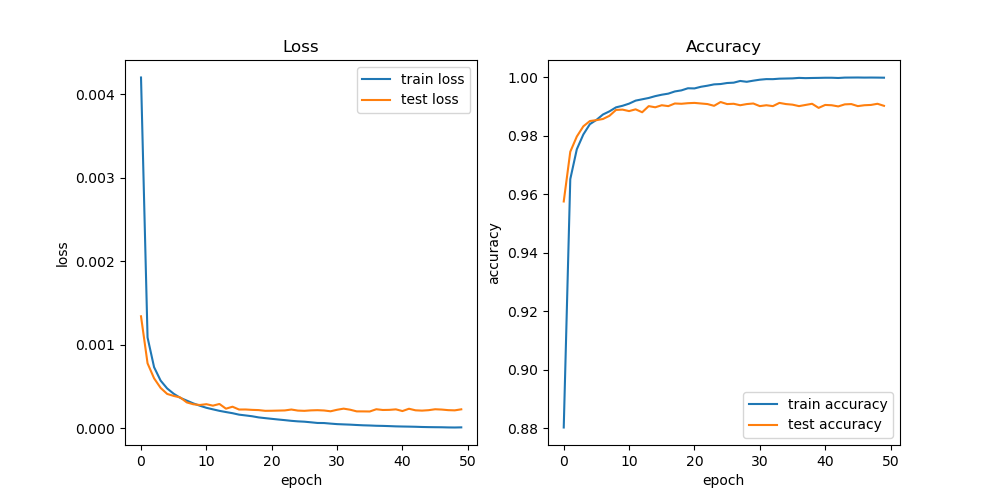 Loss
0.004
0.003
0.002
0.001
0.000
loss
0 10 20 30 40 50
epoch
train loss
test loss
Accuracy
1.00
0.98
0.96
0.94
0.92
0.90
0.88
accuracy
0 10 20 30 40 50
epoch
train accuracy
test accuracy